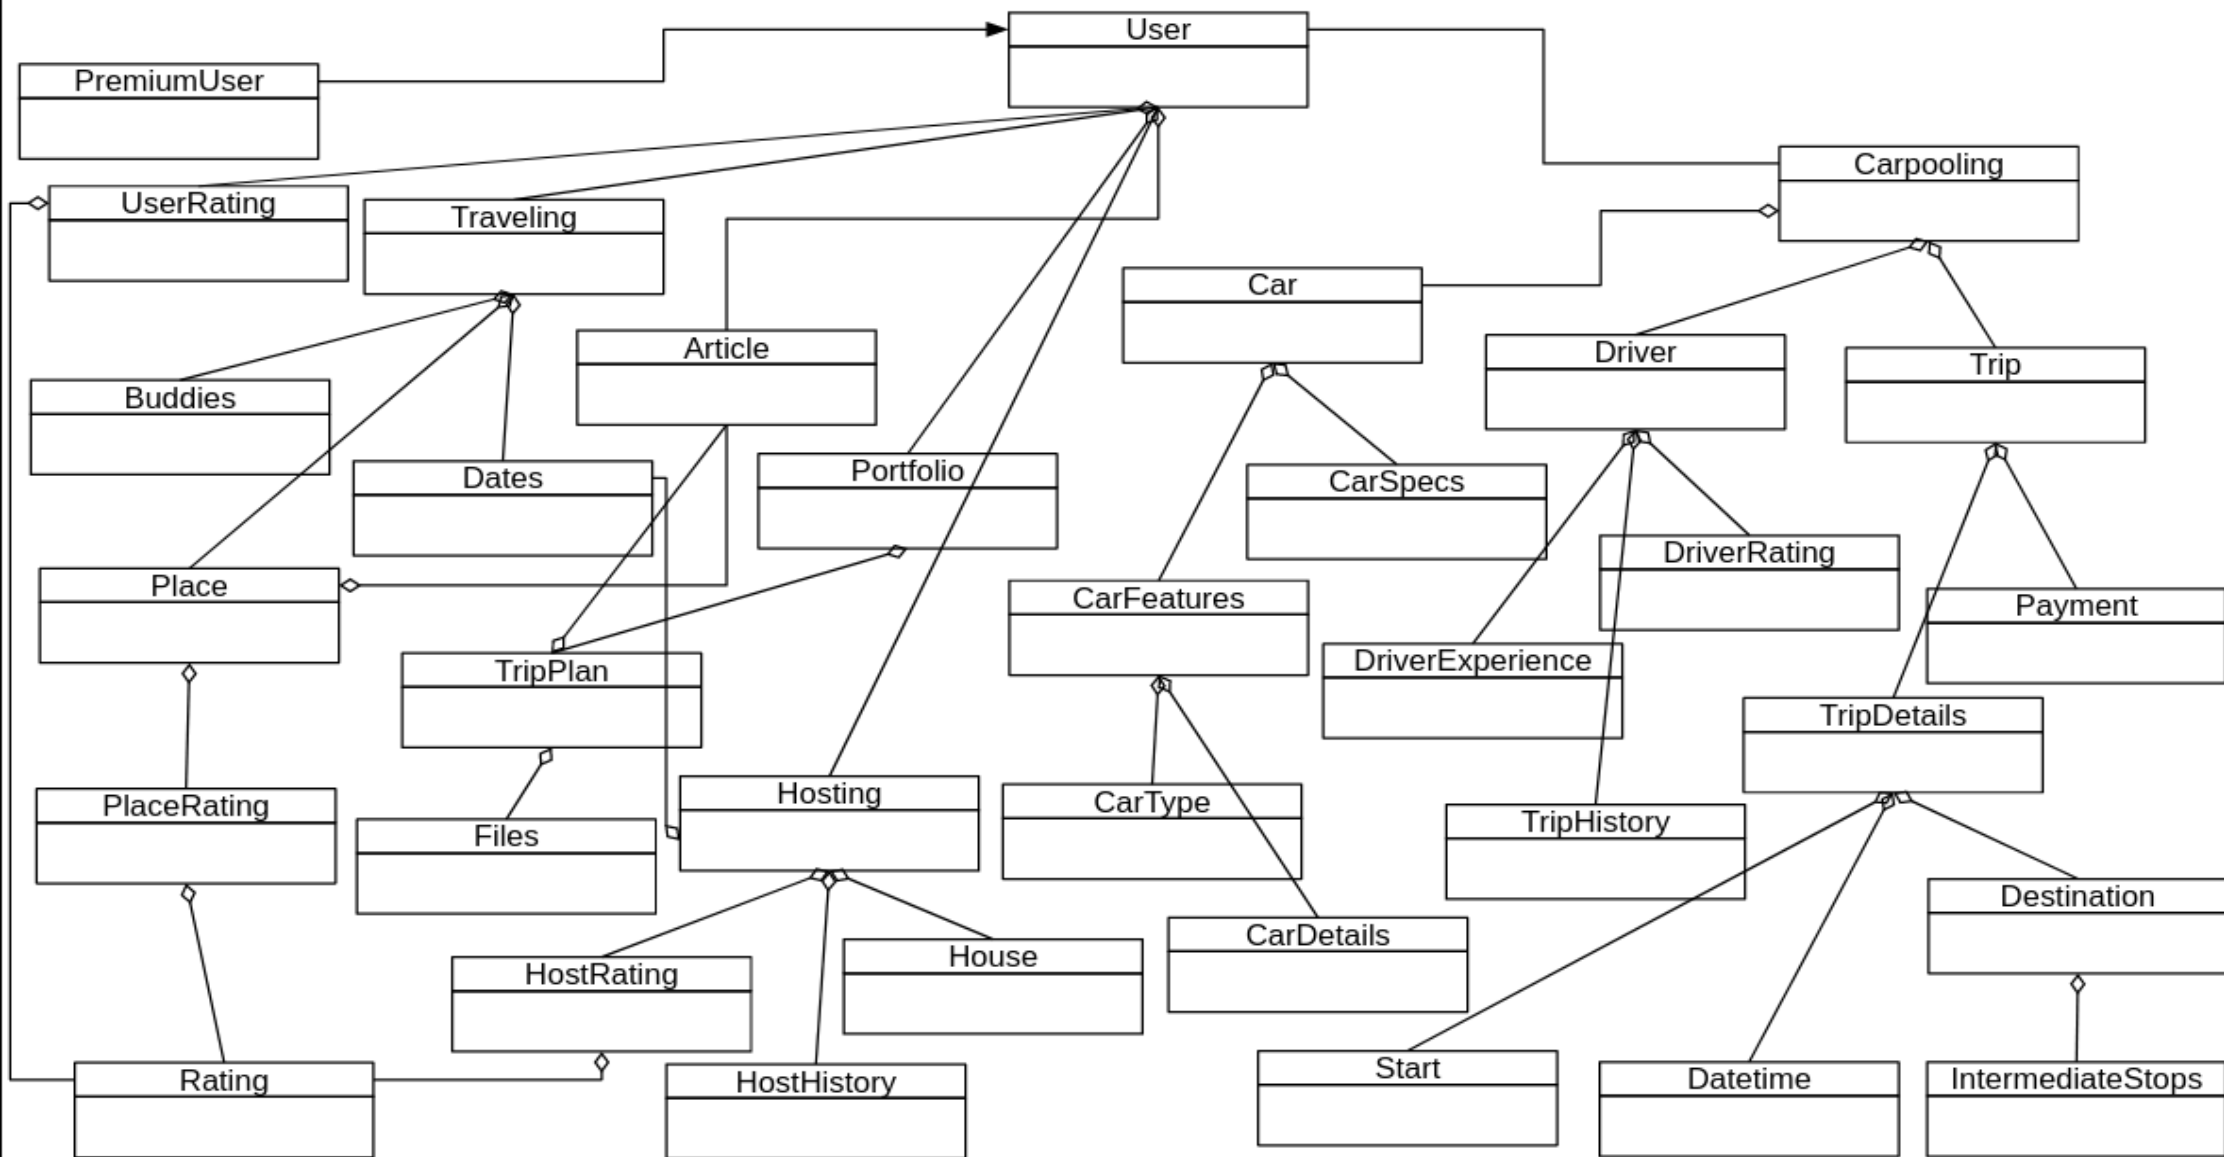 User
PremiumUser
Carpooling
UserRating
Traveling
Car
Article
Driver
Trip
Buddies
Dates
Portfolio
CarSpecs
DriverRating
Place
CarFeatures
Payment
TripPlan
DriverExperience
TripDetails
Hosting
PlaceRating
CarType
Files
TripHistory
Destination
CarDetails
House
HostRating
Start
Rating
HostHistory
Datetime
IntermediateStops